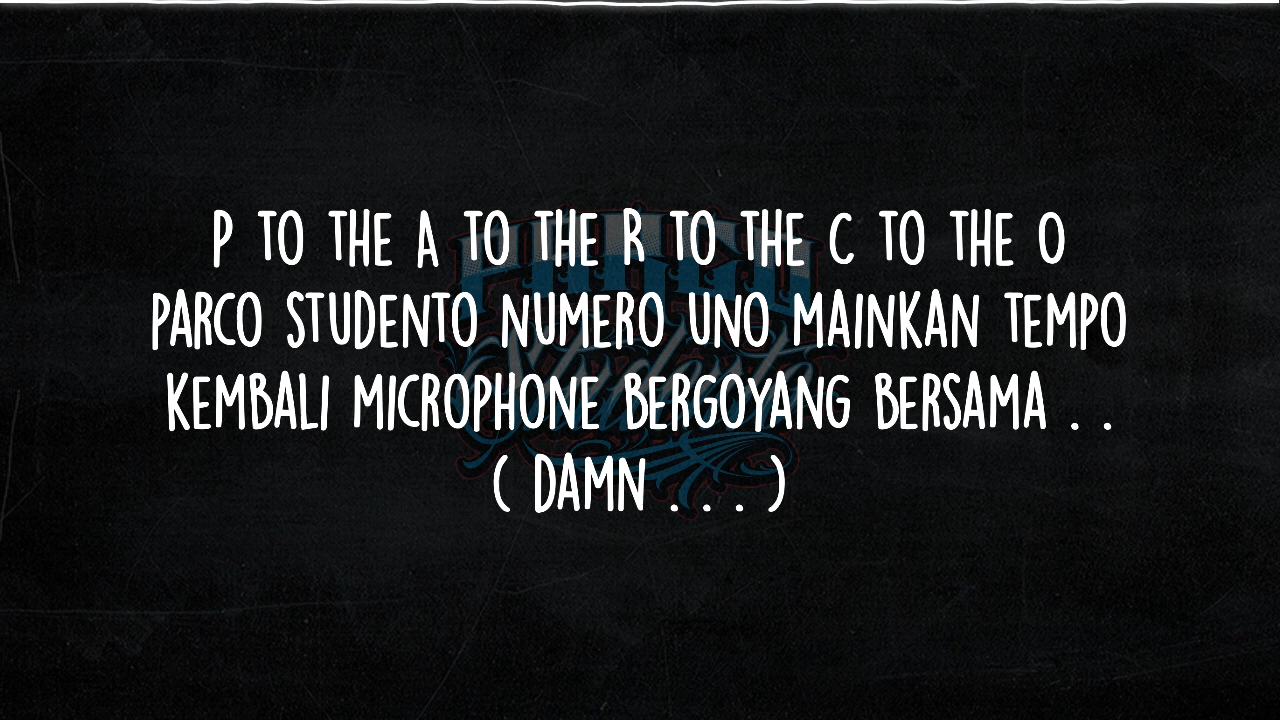 P TO THE A TO THE R TO THE C TO THE O
PARCO STUDENTO NUMERO UNO MAINKAN TEMPO
KEMBALI MICROPHONE BERGOYANG BERSAMA . .
( DAMN . . . )